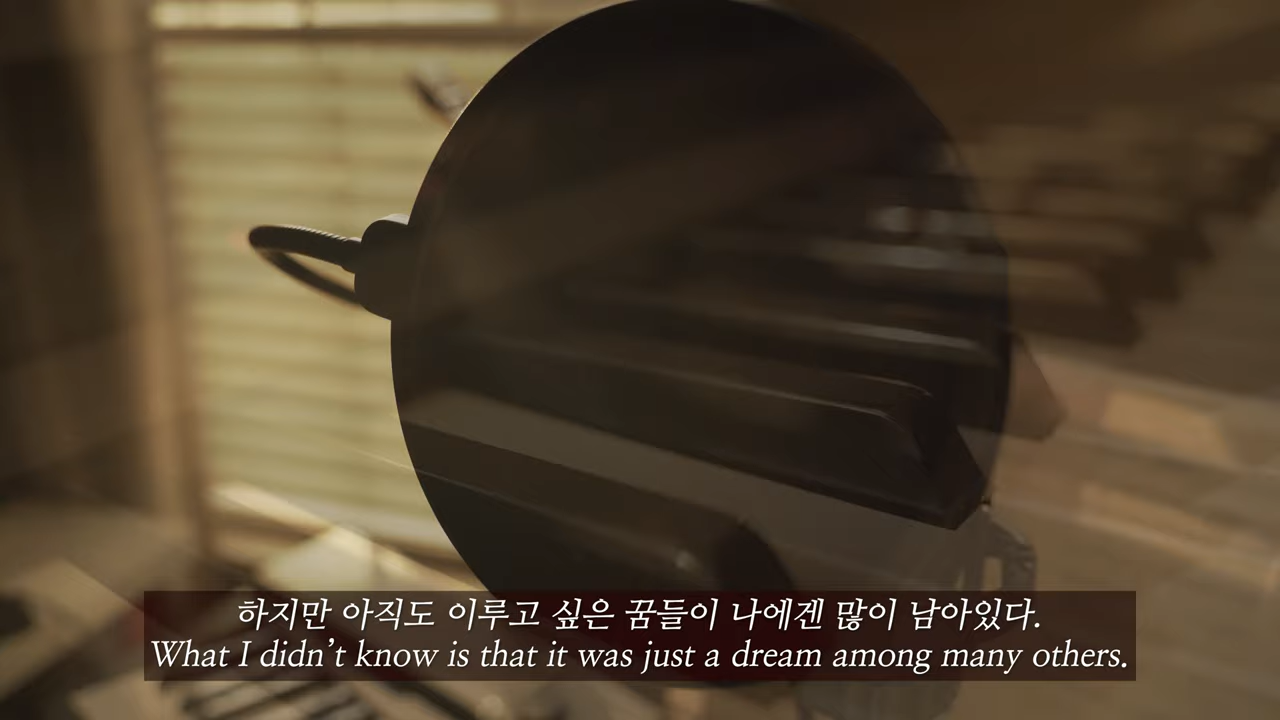 하지만 아직도 이루고 싶은 꿈들이 나에겐 많이 남아있다.
What I didn’t know is that it was just a dream among many others.